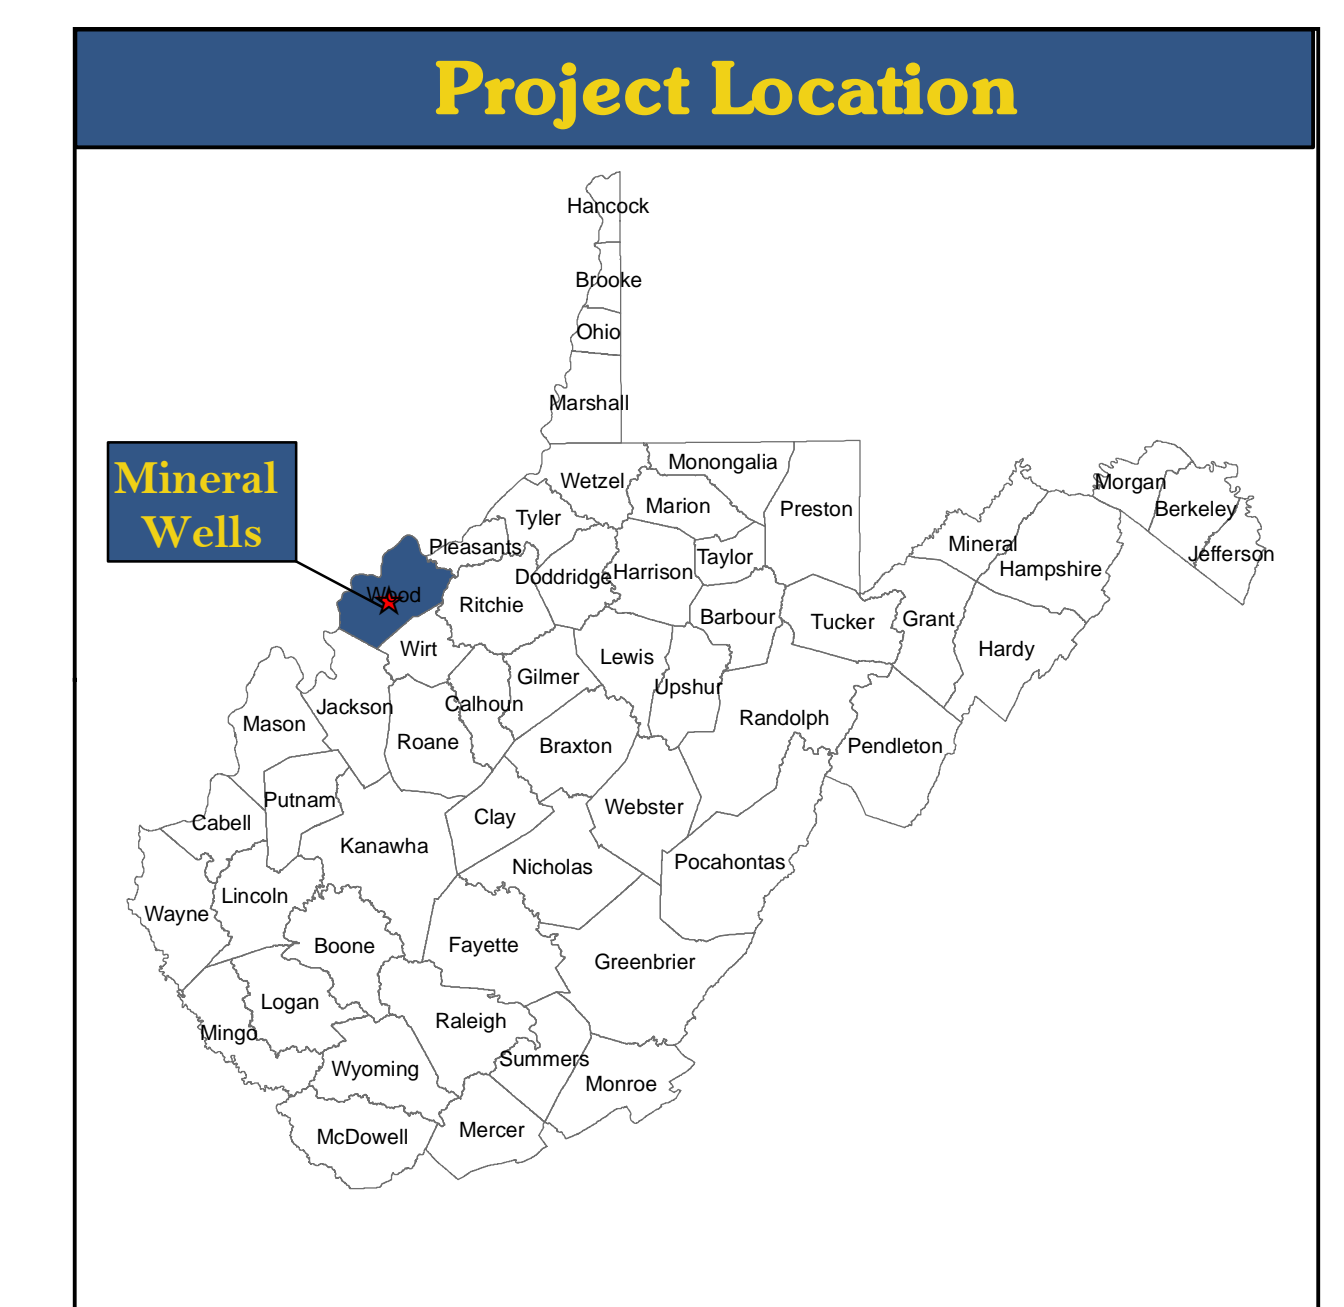 Project Location
Hancock
Brooke
Ohio
Marshall
Mineral
Wells
Wetzel
Monongalia
Marion
Preston
Tyler
Pleasants
Doddridge
Harrison
Taylor
Morgan
Berkeley
Jefferson
Mineral
Hampshire
Wood
Ritchie
Barbour
Tucker
Grant
Hardy
Wirt
Lewis
Gilmer
Upshur
Calhoun
Jackson
Mason
Roane
Braxton
Randolph
Pendleton
Putnam
Cabell
Clay
Webster
Kanawha
Nicholas
Pocahontas
Lincoln
Wayne
Boone
Fayette
Greenbrier
Logan
Mingo
Raleigh
Summers
Wyoming
Monroe
McDowell
Mercer